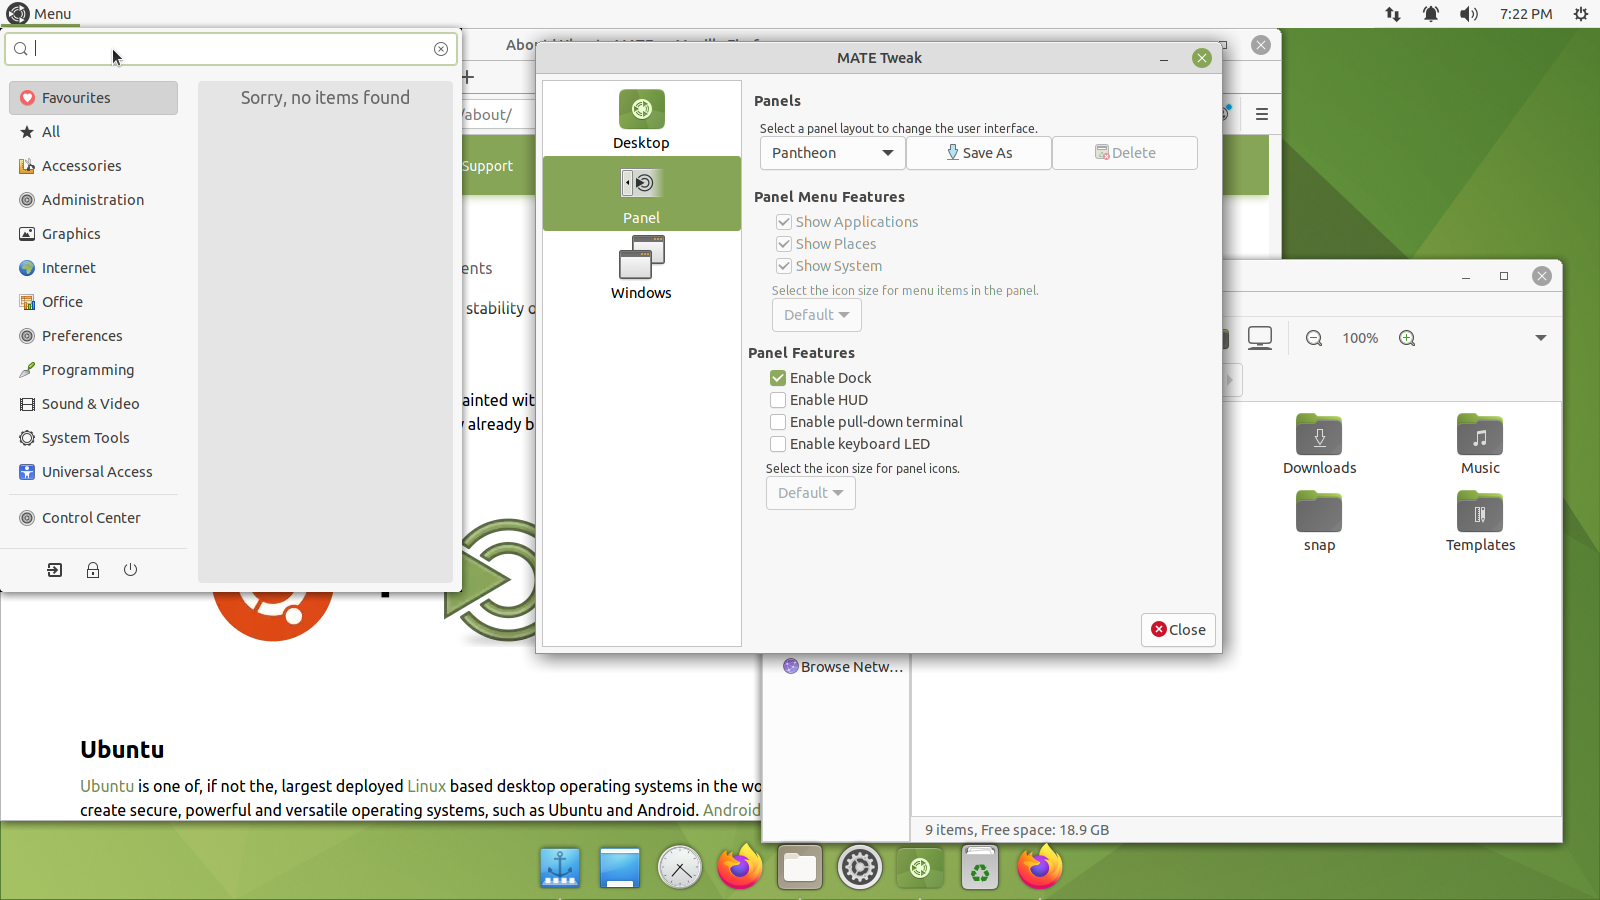 Menu
7:22 PM
Favourites
All
Accessories
Administration
Graphics
Internet
Office
Preferences
Programming
Sound & Video
System Tools
Universal Access
Control Center
Sorry, no items found
/about/
Support
ents
stability o
ainted wit
already b
Ubuntu
Ubuntu is one of, if not the, largest deployed Linux based desktop operating systems in the wo
create secure, powerful and versatile operating systems, such as Ubuntu and Android. Android
MATE Tweak
Desktop
Panel
Windows
Panels
Select a panel layout to change the user interface.
Pantheon
Save As
Delete
Panel Menu Features
Show Applications
Show Places
Show System
Select the icon size for menu items in the panel.
Default
Panel Features
Enable Dock
Enable HUD
Enable pull-down terminal
Enable keyboard LED
Select the icon size for panel icons.
Default
Close
100%
Downloads
Music
snap
Templates
Browse Netw...
9 items, Free space: 18.9 GB